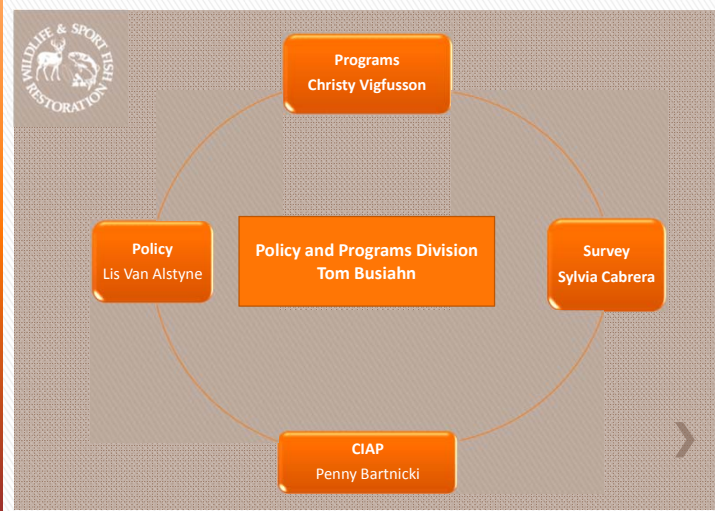 WILDLIFE & SPORT FISH
RESTORATION
Programs
Christy Vigfusson
Policy
Lis Van Alstyne
Policy and Programs Division
Tom Busiahn
Survey
Sylvia Cabrera
CIAP
Penny Bartnicki